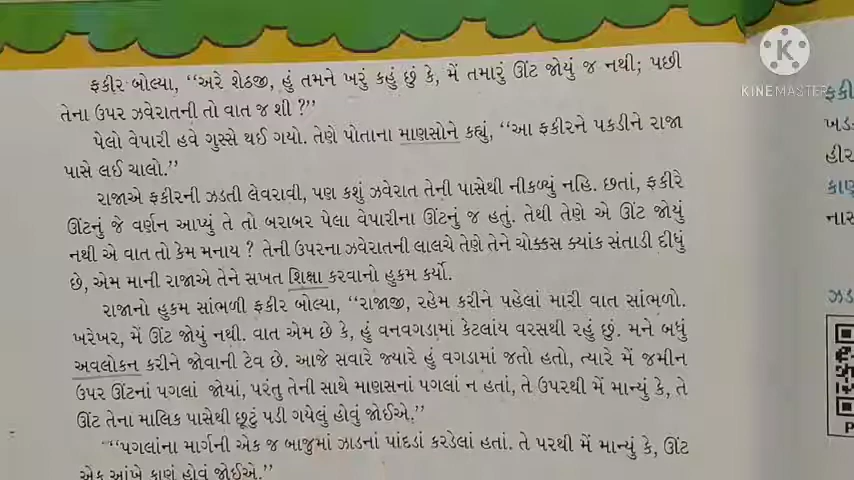 ફકીર બોલ્યા, “અરે શેઠજી, હું તમને ખરું કહું છું કે, મેં તમારું ઊંટ જોયું જ નથી; પછી
તેના ઉપર ઝવેરાતની તો વાત જ શી ?”
પેલો વેપારી હવે ગુસ્સે થઈ ગયો. તેણે પોતાના માણસોને કહ્યું, “આ ફકીરને પકડીને રાજા
પાસે લઈ ચાલો.”
રાજાએ ફકીરની ઝડતી લેવરાવી, પણ કશું ઝવેરાત તેની પાસેથી નીકળ્યું નહિ. છતાં, ફકીરે
ઊંટનું જે વર્ણન આપ્યું તે તો બરાબર પેલા વેપારીના ઊંટનું જ હતું. તેથી તેણે એ ઊંટ જોયું
નથી એ વાત તો કેમ મનાય ? તેની ઉપરના ઝવેરાતની લાલચે તેણે તેને ચોક્કસ ક્યાંક સંતાડી દીધું
છે, એમ માની રાજાએ તેને સખત શિક્ષા કરવાનો હુકમ કર્યો.
રાજાનો હુકમ સાંભળી ફકીર બોલ્યા, “રાજાજી, રહેમ કરીને પહેલાં મારી વાત સાંભળો.
ખરેખર, મેં ઊંટ જોયું નથી. વાત એમ છે કે, હું વનવગડામાં કેટલાંય વરસથી રહું છું. મને બધું
અવલોકન કરીને જોવાની ટેવ છે. આજે સવારે જ્યારે હું વગડામાં જતો હતો, ત્યારે મેં જમીન
ઉપર ઊંટનાં પગલાં જોયાં, પરંતુ તેની સાથે માણસનાં પગલાં ન હતાં, તે ઉપરથી મેં માન્યું કે, તે
ઊંટ તેના માલિક પાસેથી છૂટું પડી ગયેલું હોવું જોઈએ.”
“પગલાંના માર્ગની એક જ બાજુમાં ઝાડનાં પાંદડાં કરડેલાં હતાં. તે પરથી મેં માન્યું કે, ઊંટ
એક આંખે કાણું હોવું જોઈએ.”
KINEMASTER
ફકી
ખડ
હીર
કાણ
નાસ
ઝડ
P